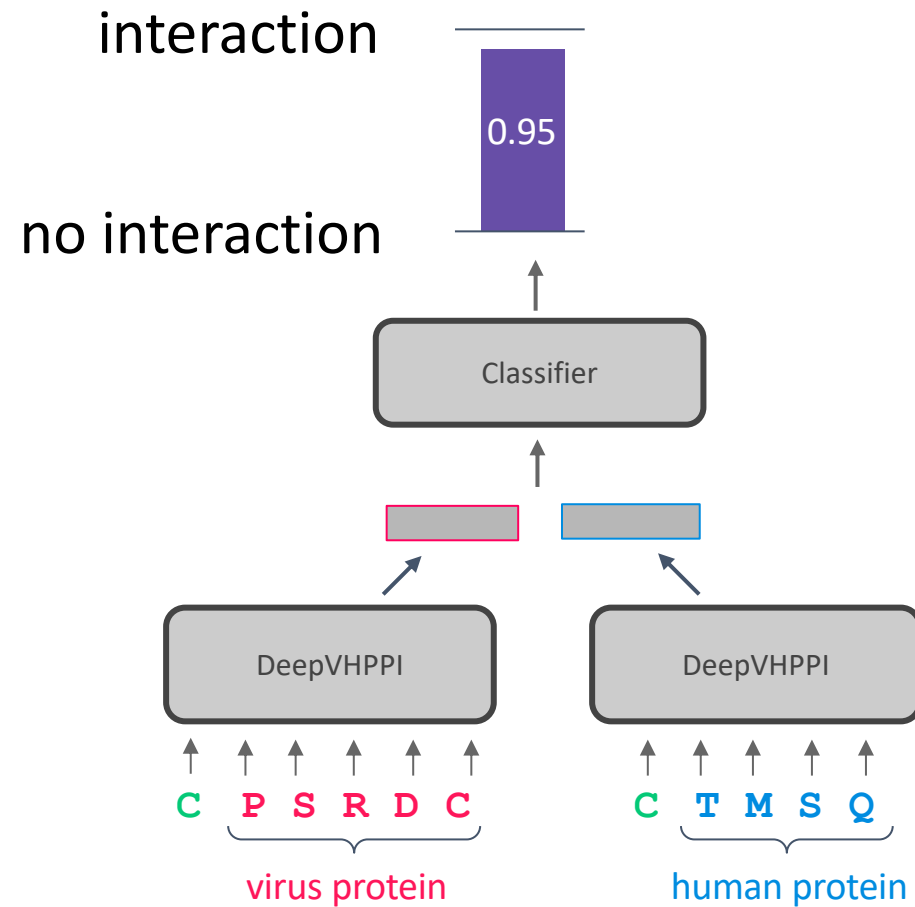 interaction
0.95
no interaction
Classifier
DeepVHPPI
DeepVHPPI
C P S R D C
C T M S Q
virus protein
human protein